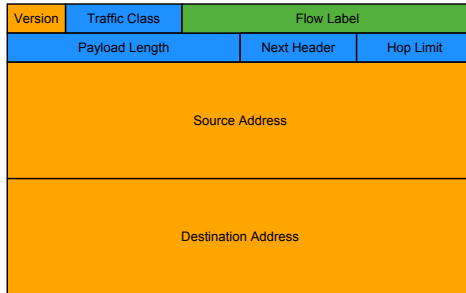 Version Traffic Class Flow Label
Payload Length Next Header Hop Limit
Source Address
Destination Address